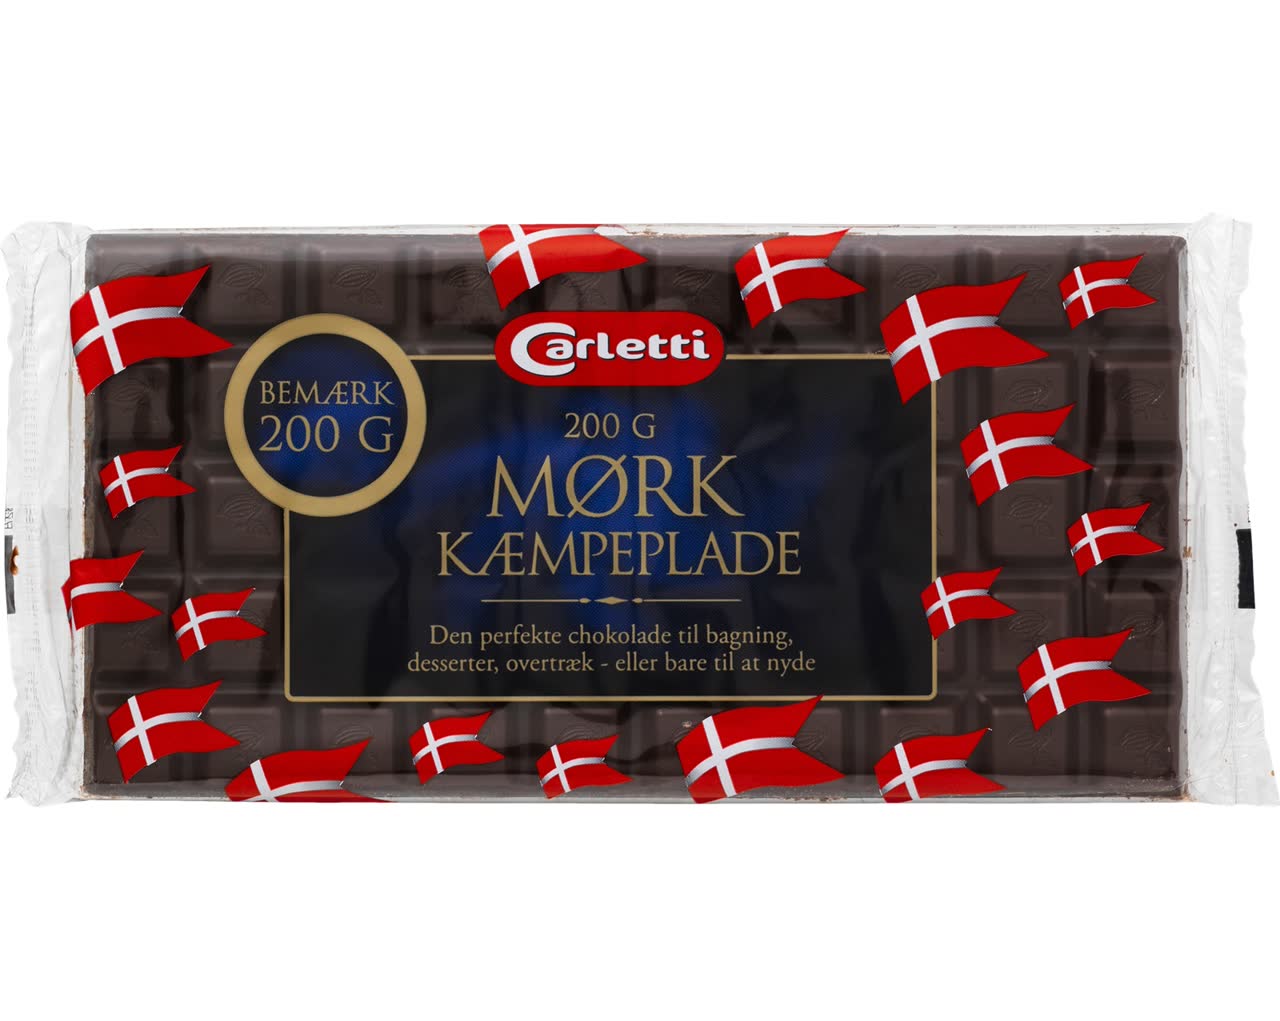 Carletti
BEMÆRK
200 G
200 G
MØRK
KÆMPEPLADE
Den perfekte chokolade til bagning,
desserter, overtræk - eller bare til at nyde